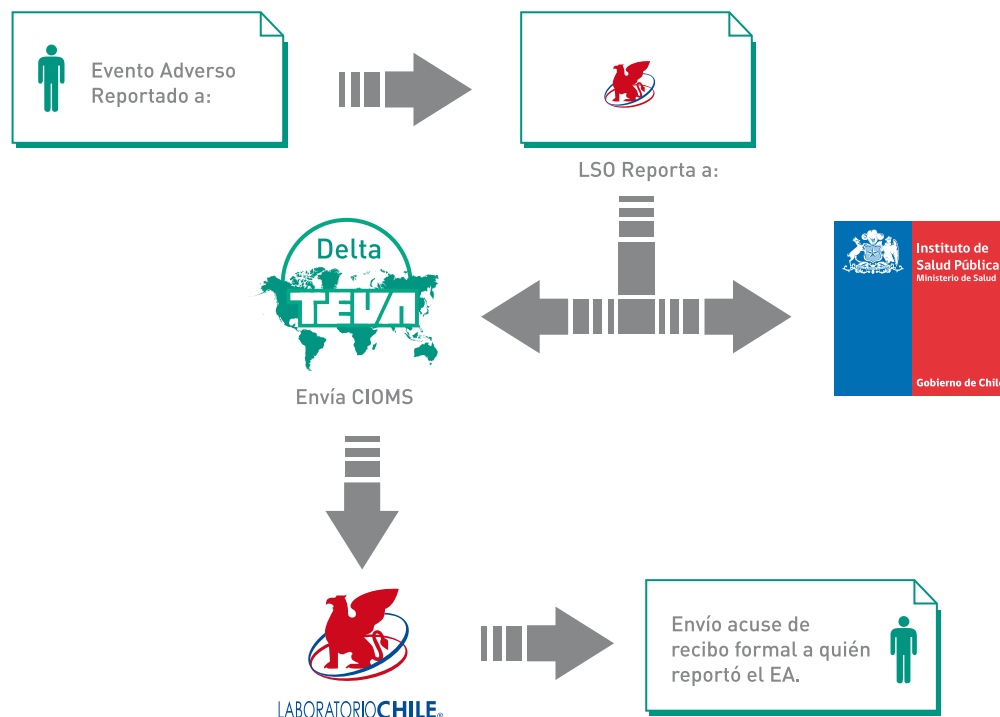 Evento Adverso
Reportado a:
LSO Reporta a:
Delta
TEVA
Envía CIOMS
Instituto de
Salud Pública
Ministerio de Salud
Gobierno de Chile
LABORATORIOCHILE®
Envío acuse de
recibo formal a quién
reportó el EA.